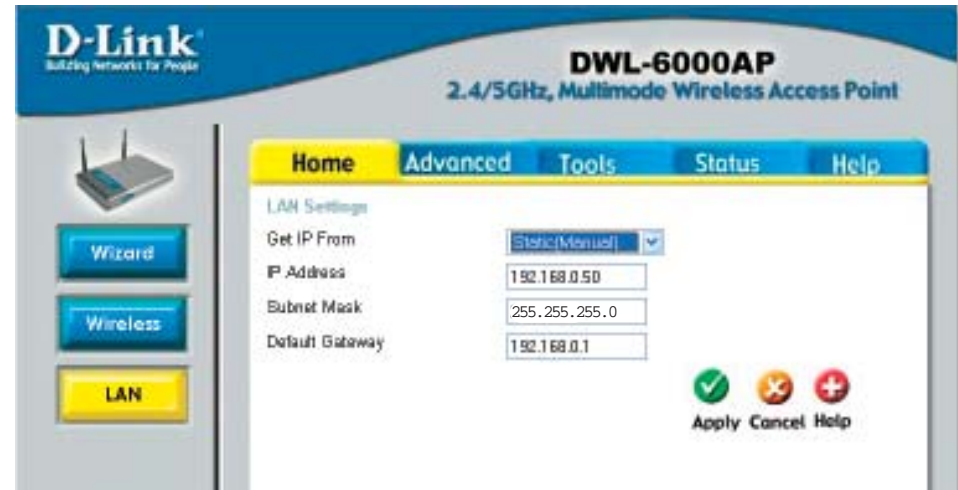 D-Link
Building Networks for People
DWL-6000AP
2.4/5GHz, Multimode Wireless Access Point
Home Advanced Tools Status Help
LAN Settings
Wizard
Wireless
LAN
Get IP From Static(Manual)
IP Address 192.168.0.50
Subnet Mask 255.255.255.0
Default Gateway 192.168.0.1
Apply Cancel Help